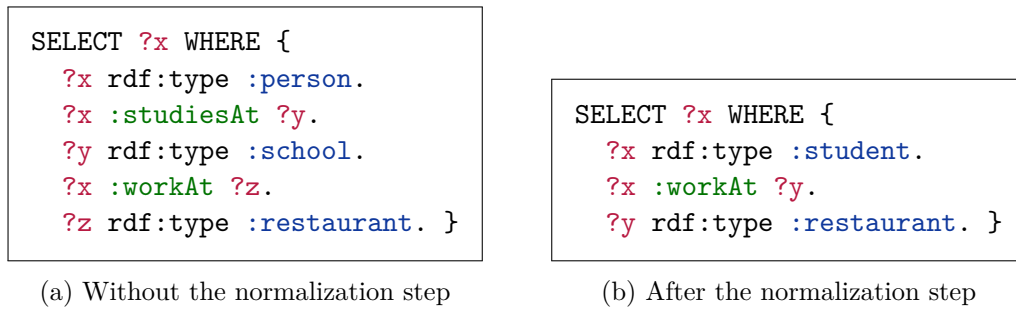 SELECT ?x WHERE {
?x rdf:type :person.
?x :studiesAt ?y.
?y rdf:type :school.
?x :workAt ?z.
?z rdf:type :restaurant. }
(a) Without the normalization step
SELECT ?x WHERE {
?x rdf:type :student.
?x :workAt ?y.
?y rdf:type :restaurant. }
(b) After the normalization step